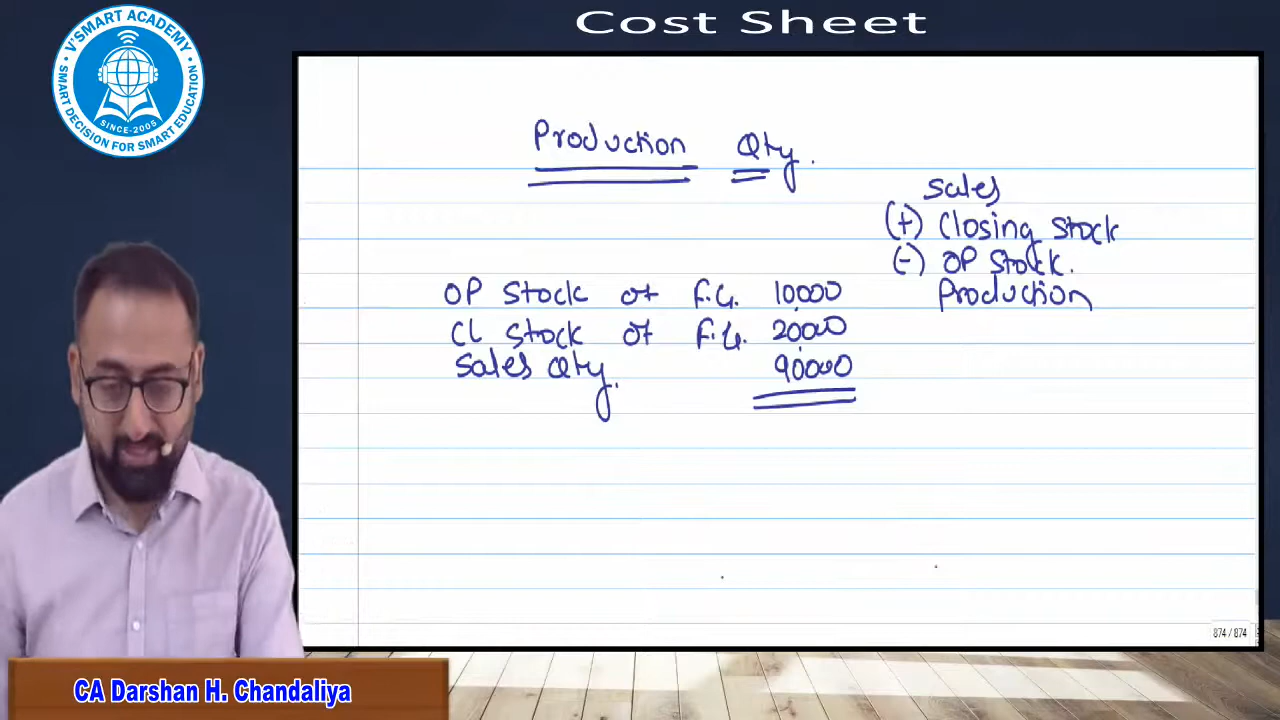 Cost Sheet
V'SMART ACADEMY
SINCE-2005
SMART DECISION FOR SMART EDUCATION
Production Qty.
Sales
(+) Closing Stock
(-) OP Stock.
Production
OP Stock of F.G. 10000
Cl Stock of F.G. 20000
Sales Qty. 90000
874 / 874
CA Darshan H. Chandaliya